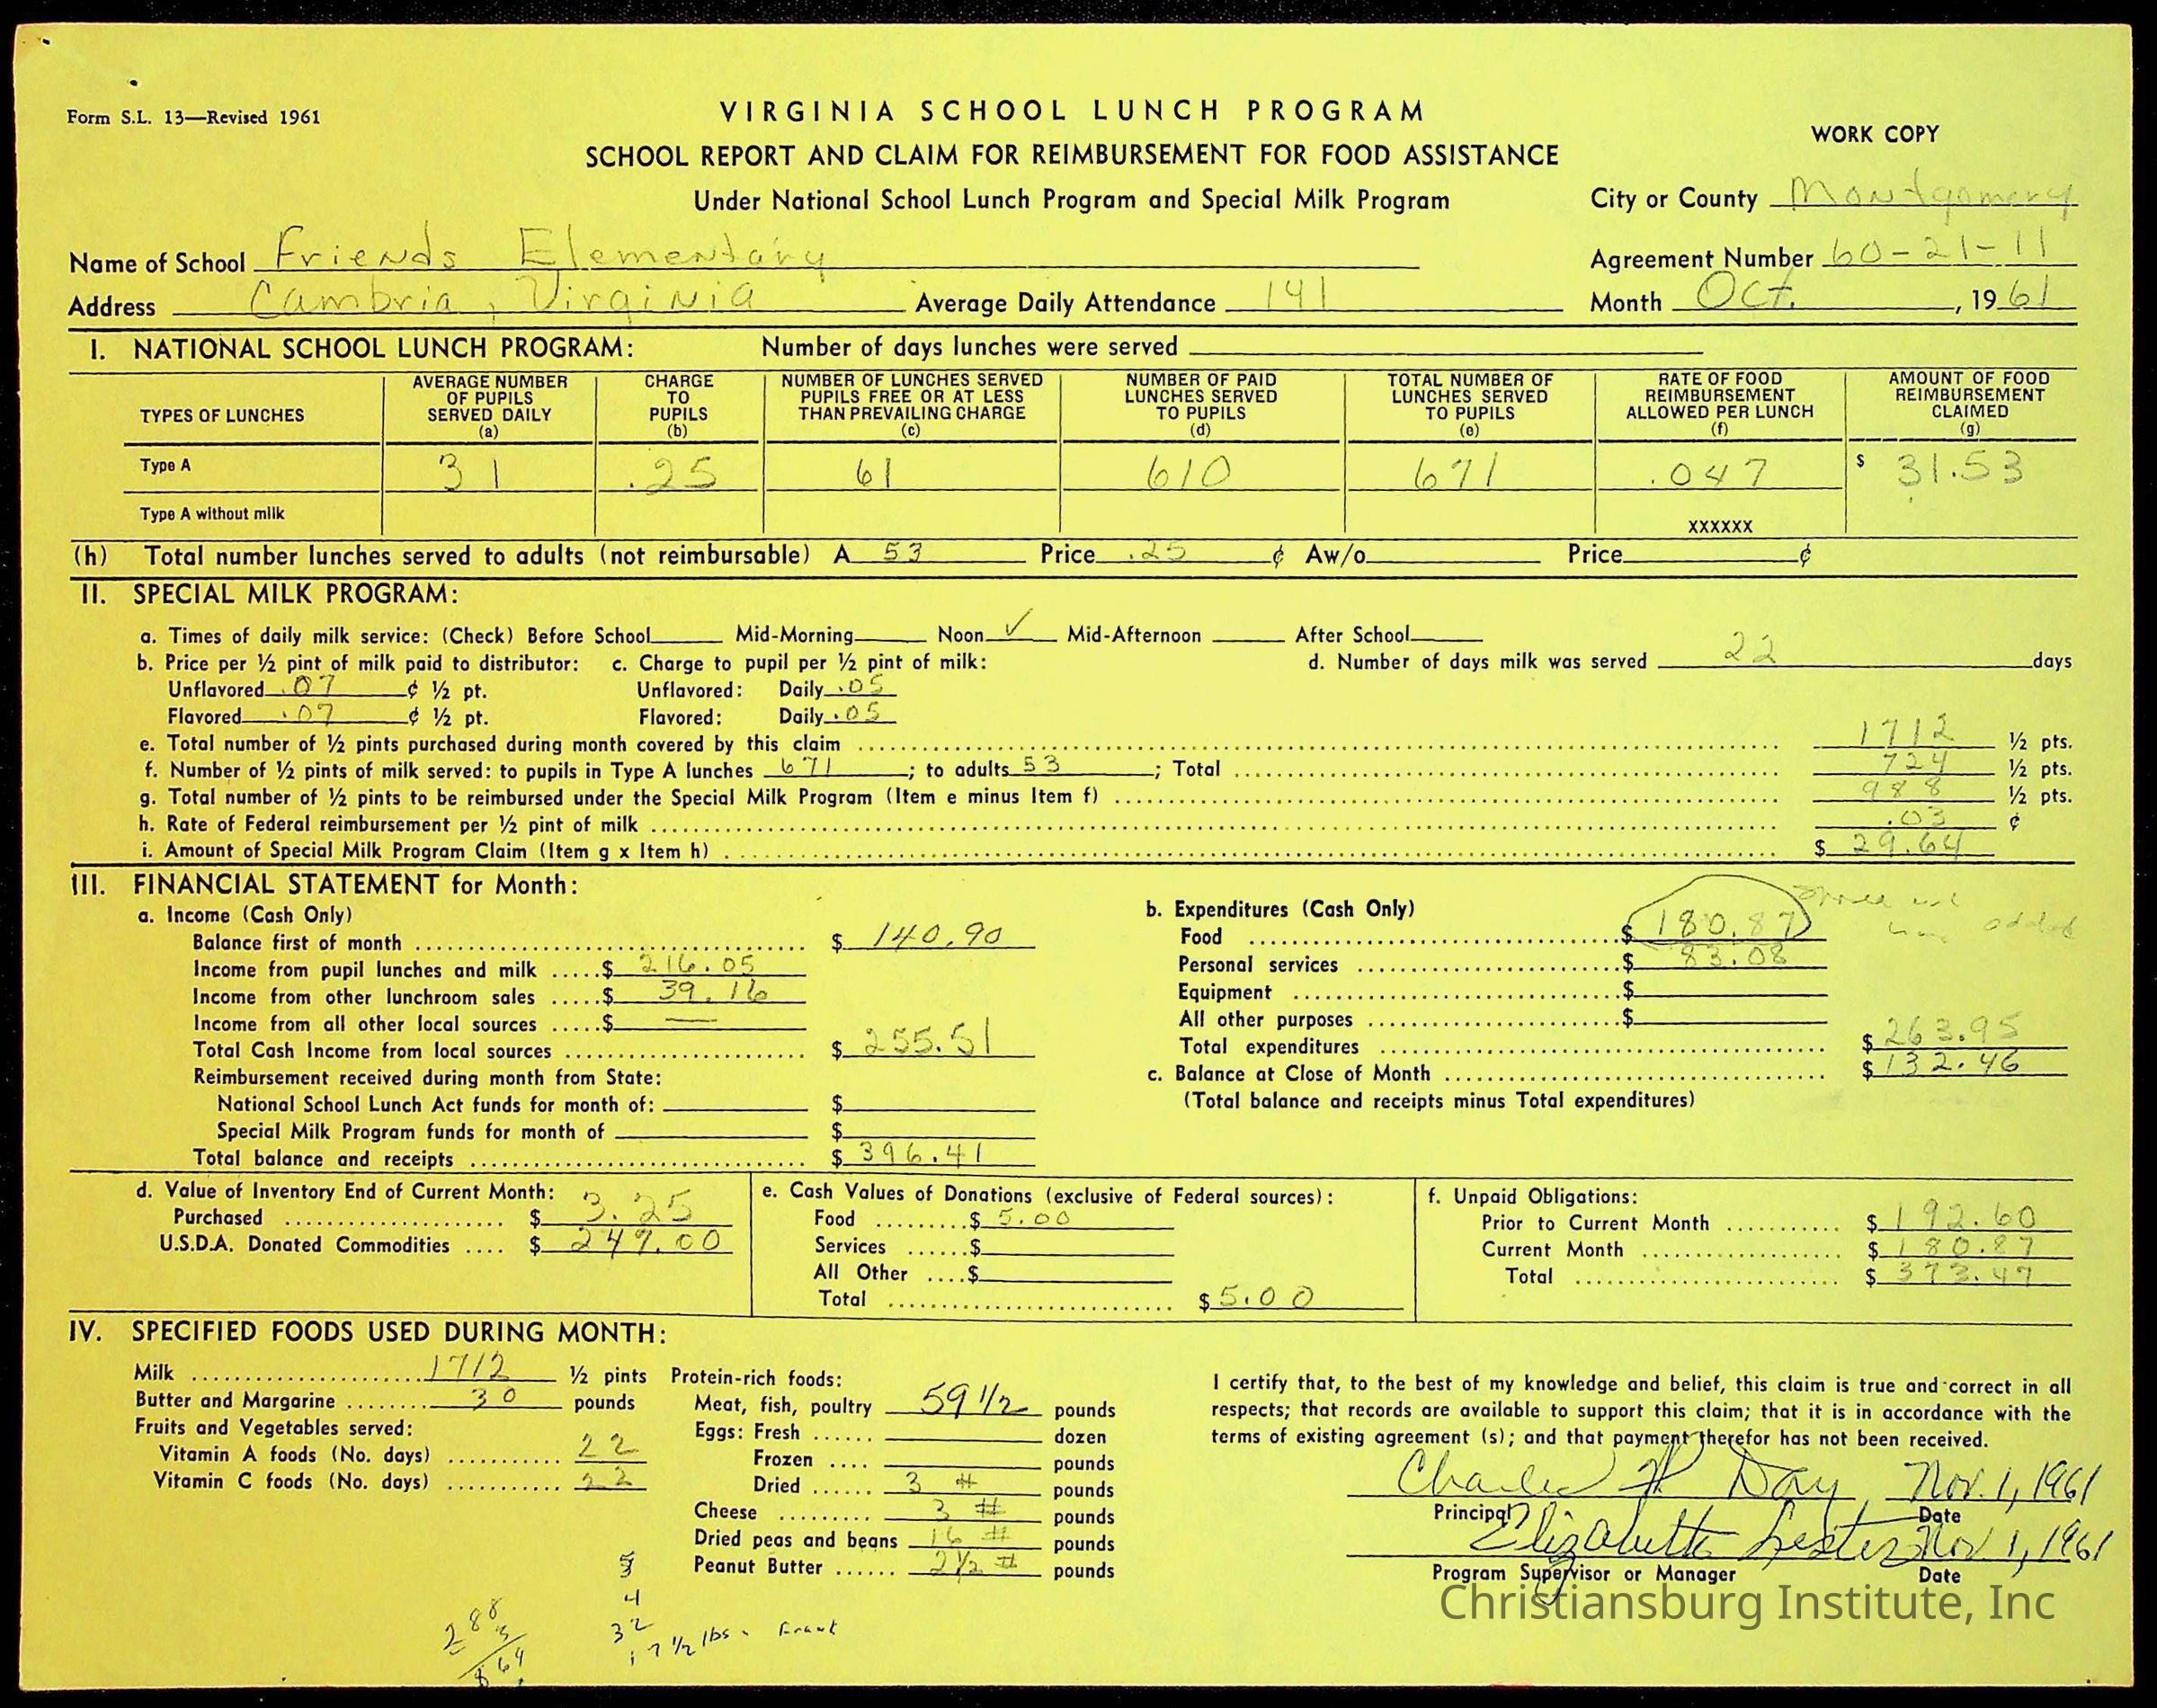 Form S.L. 13—Revised 1961
VIRGINIA SCHOOL LUNCH PROGRAM
WORK COPY
SCHOOL REPORT AND CLAIM FOR REIMBURSEMENT FOR FOOD ASSISTANCE
Under National School Lunch Program and Special Milk Program
City or County Montgomery
Name of School Friends Elementary
Agreement Number 60-21-11
Address Cambria, Virginia Average Daily Attendance 141 Month Oct. , 1961
I. NATIONAL SCHOOL LUNCH PROGRAM: Number of days lunches were served
TYPES OF LUNCHES
AVERAGE NUMBER OF PUPILS SERVED DAILY (a)
CHARGE TO PUPILS (b)
NUMBER OF LUNCHES SERVED PUPILS FREE OR AT LESS THAN PREVAILING CHARGE (c)
NUMBER OF PAID LUNCHES SERVED TO PUPILS (d)
TOTAL NUMBER OF LUNCHES SERVED TO PUPILS (e)
RATE OF FOOD REIMBURSEMENT ALLOWED PER LUNCH (f)
AMOUNT OF FOOD REIMBURSEMENT CLAIMED (g)
Type A 31 .25 61 610 671 .047 $ 31.53
Type A without milk XXXXXX
(h) Total number lunches served to adults (not reimbursable) A 53 Price .25 ¢ Aw/o Price ¢
II. SPECIAL MILK PROGRAM:
a. Times of daily milk service: (Check) Before School Mid-Morning Noon ✓ Mid-Afternoon After School
b. Price per ½ pint of milk paid to distributor: c. Charge to pupil per ½ pint of milk: d. Number of days milk was served 22 days
Unflavored .07 ¢ ½ pt. Unflavored: Daily .05
Flavored .07 ¢ ½ pt. Flavored: Daily .05
e. Total number of ½ pints purchased during month covered by this claim 1712 ½ pts.
f. Number of ½ pints of milk served: to pupils in Type A lunches 671 ; to adults 53 ; Total 724 ½ pts.
g. Total number of ½ pints to be reimbursed under the Special Milk Program (Item e minus Item f) 988 ½ pts.
h. Rate of Federal reimbursement per ½ pint of milk .03 ¢
i. Amount of Special Milk Program Claim (Item g x Item h) $ 29.64
III. FINANCIAL STATEMENT for Month:
a. Income (Cash Only)
Balance first of month $ 140.90
Income from pupil lunches and milk $ 216.05
Income from other lunchroom sales $ 39.16
Income from all other local sources $ —
Total Cash Income from local sources $ 255.51
Reimbursement received during month from State:
National School Lunch Act funds for month of: $
Special Milk Program funds for month of $
Total balance and receipts $ 396.41
b. Expenditures (Cash Only)
Food $ 180.87
added
Personal services $ 83.08
Equipment $
All other purposes $
Total expenditures $ 263.95
c. Balance at Close of Month $ 132.46
(Total balance and receipts minus Total expenditures)
d. Value of Inventory End of Current Month:
Purchased $ 3.25
U.S.D.A. Donated Commodities $ 247.00
e. Cash Values of Donations (exclusive of Federal sources):
Food $ 5.00
Services $
All Other $
Total $ 5.00
f. Unpaid Obligations:
Prior to Current Month $ 192.60
Current Month $ 180.87
Total $ 373.47
IV. SPECIFIED FOODS USED DURING MONTH:
Milk 1712 ½ pints
Butter and Margarine 30 pounds
Fruits and Vegetables served:
Vitamin A foods (No. days) 22
Vitamin C foods (No. days) 22
Protein-rich foods:
Meat, fish, poultry 59 1/2 pounds
Eggs: Fresh dozen
Frozen pounds
Dried 3 # pounds
Cheese 3 # pounds
Dried peas and beans 16 # pounds
Peanut Butter 2½ # pounds
I certify that, to the best of my knowledge and belief, this claim is true and correct in all
respects; that records are available to support this claim; that it is in accordance with the
terms of existing agreement (s); and that payment therefor has not been received.
Charles H Day, Nov. 1, 1961
Principal Date
Elizabeth Lester Nov 1, 1961
Program Supervisor or Manager Date
4
32
17 ½ lbs -
288
3
864
Christiansburg Institute, Inc